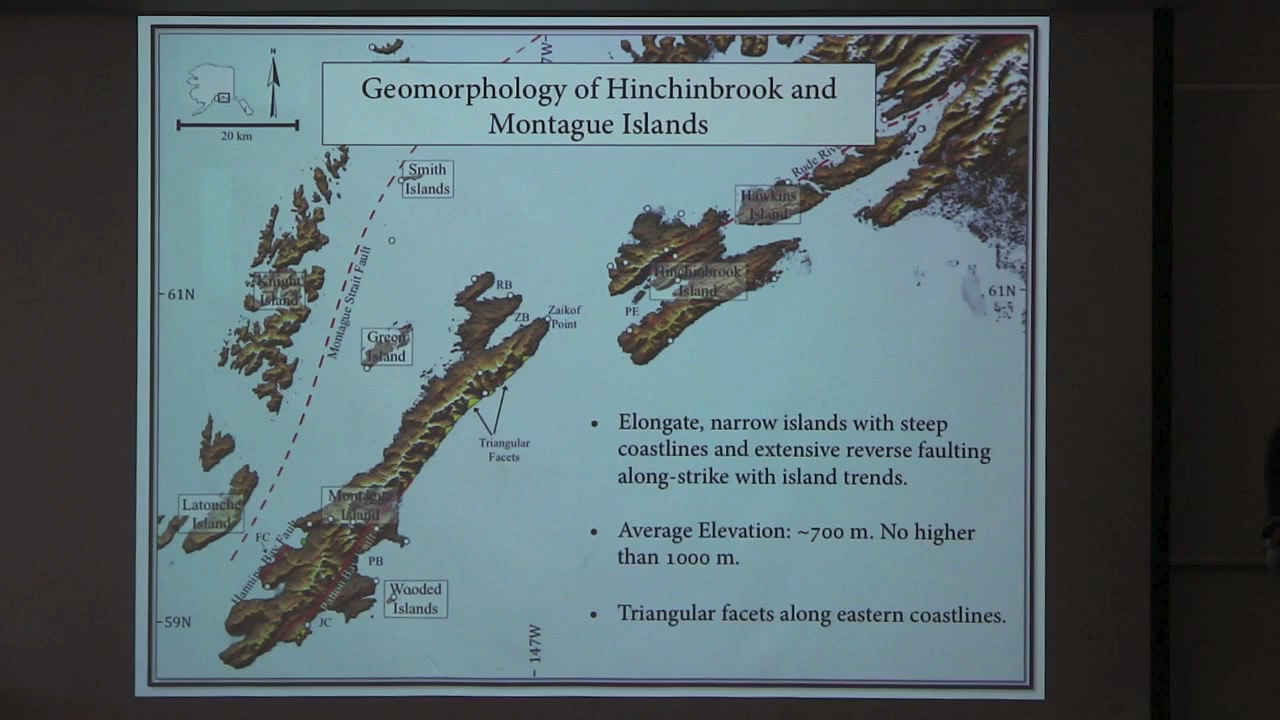 Geomorphology of Hinchinbrook and
Montague Islands
N
20 km
Smith
Islands
Hawkins
Island
Knight
Island
Montague Strait Fault
61N
61N
Hinchinbrook
Island
PE
RB
ZB
Zaikof
Point
Green
Island
Triangular
Facets
Elongate, narrow islands with steep
coastlines and extensive reverse faulting
along-strike with island trends.
Latouche
Island
Montague
Island
FC
Average Elevation: ~700 m. No higher
than 1000 m.
PB
Wooded
Islands
JC
59N
Triangular facets along eastern coastlines.
147W